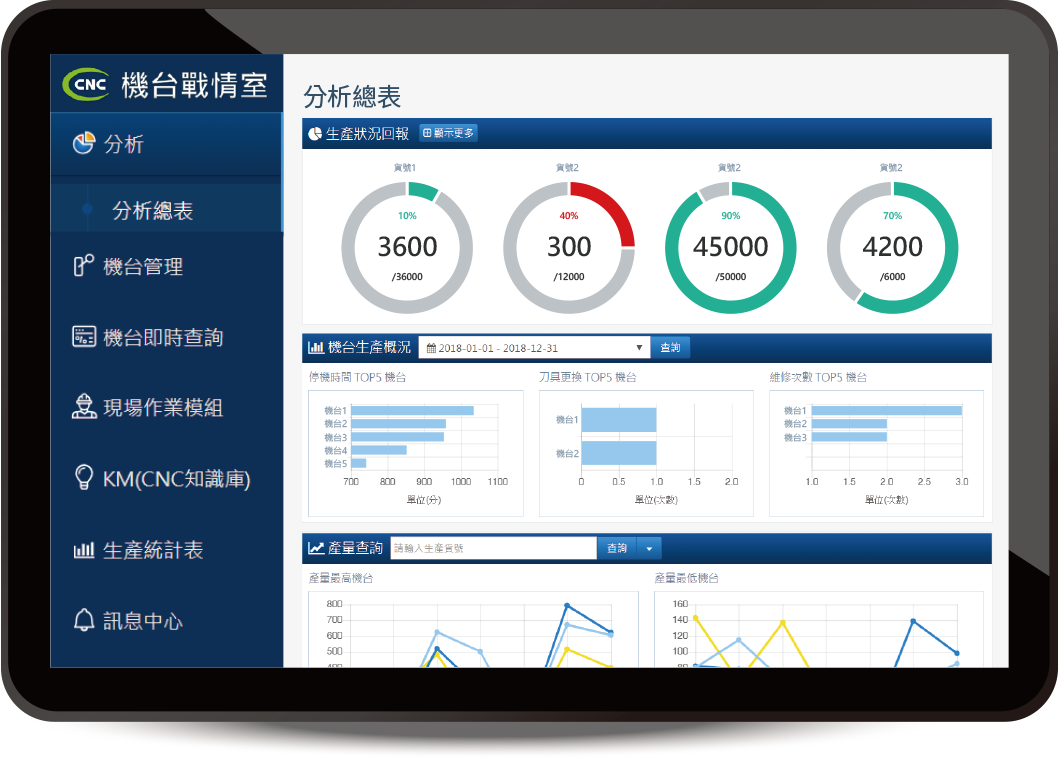 CNC 機台戰情室
分析
分析總表
機台管理
機台即時查詢
現場作業模組
KM(CNC知識庫)
生產統計表
訊息中心
分析總表
生產狀況回報 顯示更多
貨號1
10%
3600
/36000
貨號2
40%
300
/12000
貨號2
90%
45000
/50000
貨號2
70%
4200
/6000
機台生產概況 2018-01-01 - 2018-12-31 查詢
停機時間 TOP5 機台
機台1
機台2
機台3
機台4
機台5
700 800 900 1000 1100
單位(分)
刀具更換 TOP5 機台
機台1
機台2
0 0.5 1.0 1.5 2.0
單位(次數)
維修次數 TOP5 機台
機台1
機台2
機台3
1.0 1.5 2.0 2.5 3.0
單位(次數)
產量查詢 請輸入生產貨號 查詢
產量最高機台
800
700
600
500
400
產量最低機台
160
140
120
100
80